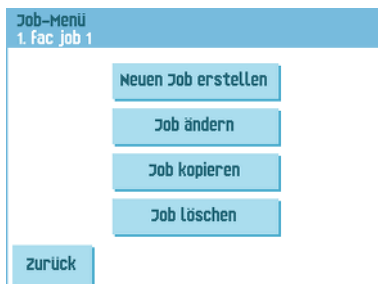 Job-Menü
1. Fac job 1
Neuen Job erstellen
Job ändern
Job kopieren
Job löschen
zurück